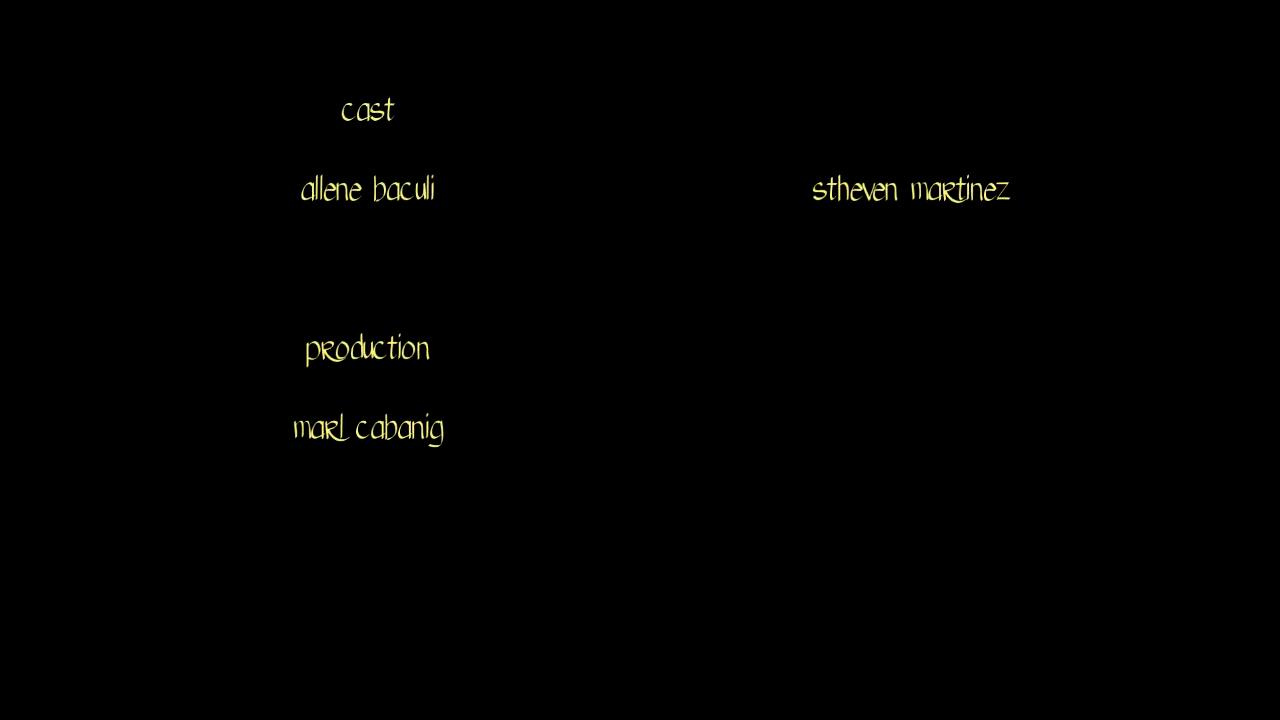 cast
allene baculi
stheven martinez
production
marl cabanig